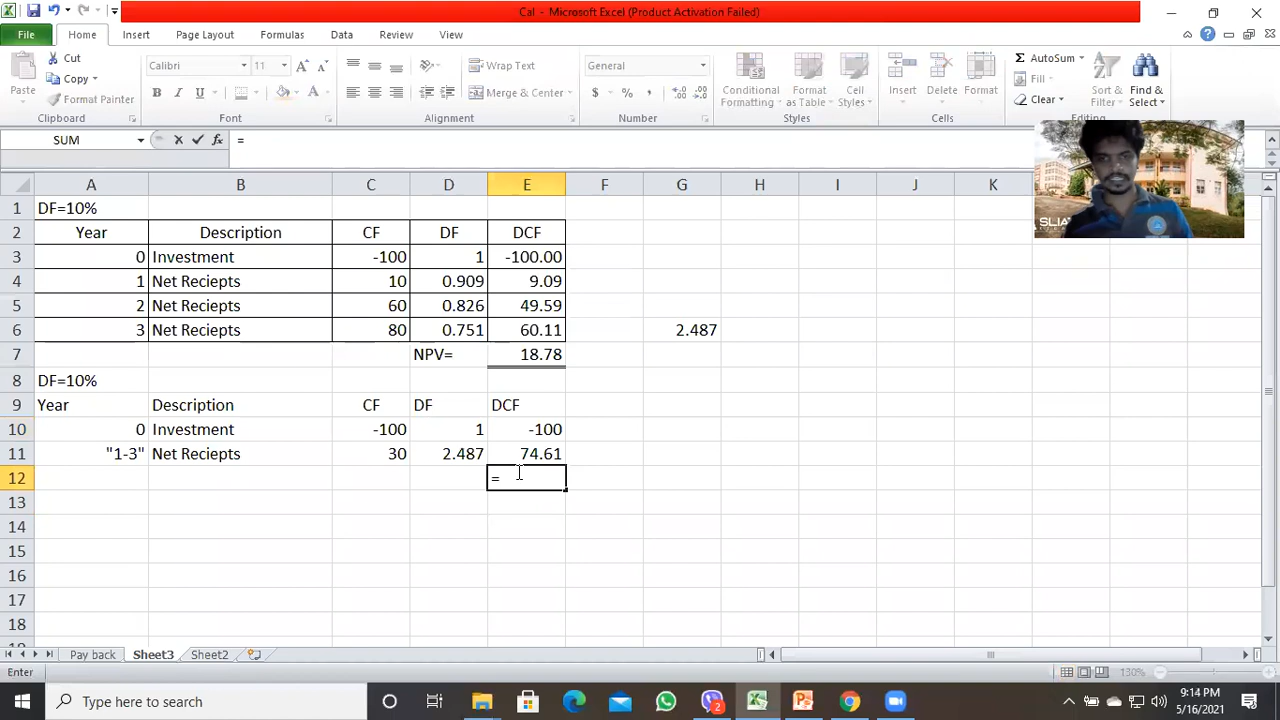 Cal - Microsoft Excel (Product Activation Failed)
File Home Insert Page Layout Formulas Data Review View
Cut
Copy
Format Painter
Paste
Clipboard
Calibri 11
B I U A
Font
Wrap Text
Merge & Center
Alignment
General
$ % ,
Number
Conditional Formatting
Format as Table
Cell Styles
Styles
Insert Delete Format
Cells
Σ AutoSum
Fill
Clear
Sort & Filter
Find & Select
Editing
SUM fx =
A B C D E F G H I J K
1 DF=10%
2 Year Description CF DF DCF
3 0 Investment -100 1 -100.00
4 1 Net Reciepts 10 0.909 9.09
5 2 Net Reciepts 60 0.826 49.59
6 3 Net Reciepts 80 0.751 60.11 2.487
7 NPV= 18.78
8 DF=10%
9 Year Description CF DF DCF
10 0 Investment -100 1 -100
11 "1-3" Net Reciepts 30 2.487 74.61
12 =
13
14
15
16
17
18
Pay back Sheet3 Sheet2
Enter 130%
Type here to search
2
9:14 PM
5/16/2021